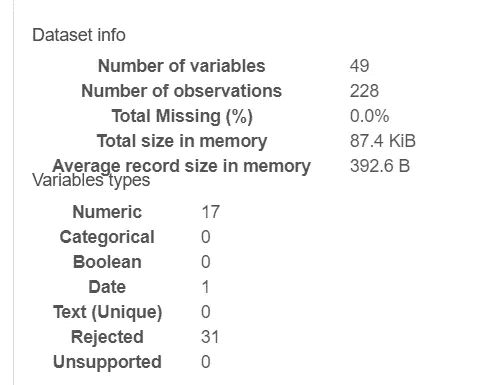 Dataset info
Number of variables 49
Number of observations 228
Total Missing (%) 0.0%
Total size in memory 87.4 KiB
Average record size in memory 392.6 B
Variables types
Numeric 17
Categorical 0
Boolean 0
Date 1
Text (Unique) 0
Rejected 31
Unsupported 0